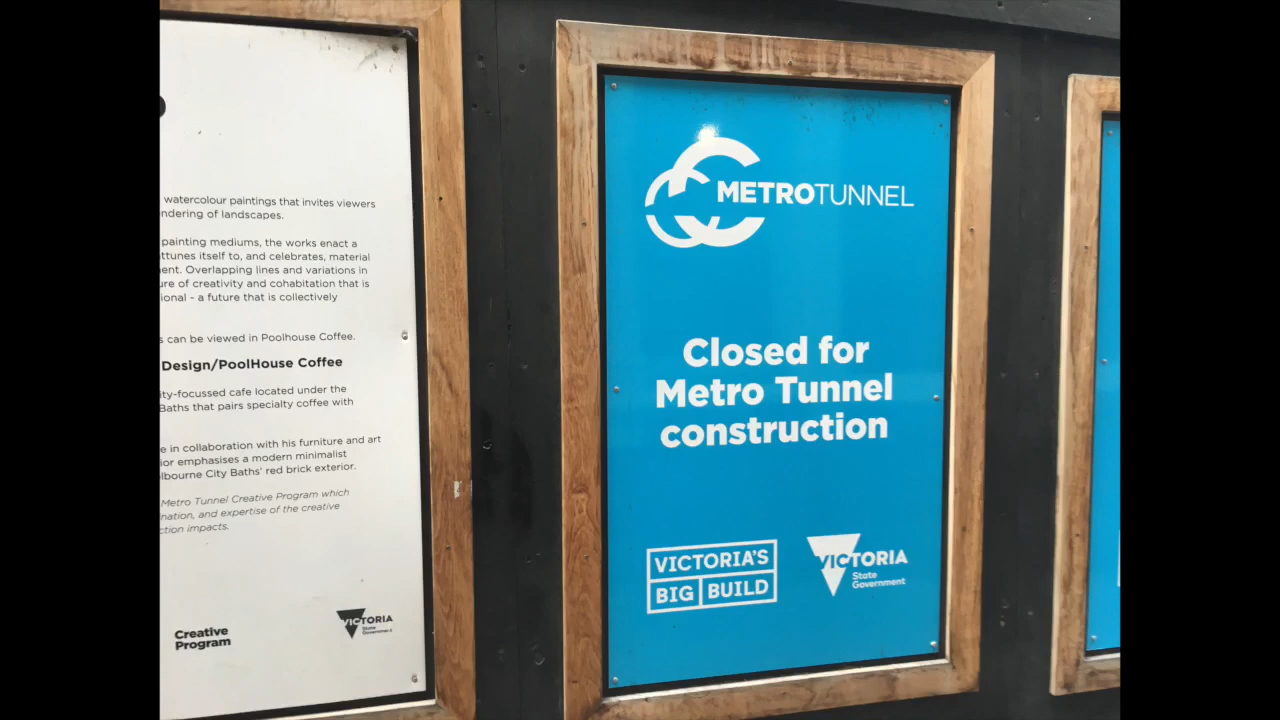 watercolour paintings that invites viewers
ndering of landscapes.
painting mediums, the works enact a
ttunes itself to, and celebrates, material
ent. Overlapping lines and variations in
ure of creativity and cohabitation that is
ional - a future that is collectively
s can be viewed in Poolhouse Coffee.
Design/PoolHouse Coffee
ity-focussed cafe located under the
Baths that pairs specialty coffee with
e in collaboration with his furniture and art
ior emphasises a modern minimalist
lbourne City Baths' red brick exterior.
Metro Tunnel Creative Program which
nation, and expertise of the creative
ction impacts.
Creative
Program
VICTORIA
State
Government
METROTUNNEL
Closed for
Metro Tunnel
construction
VICTORIA'S
BIG BUILD
VICTORIA
State
Government